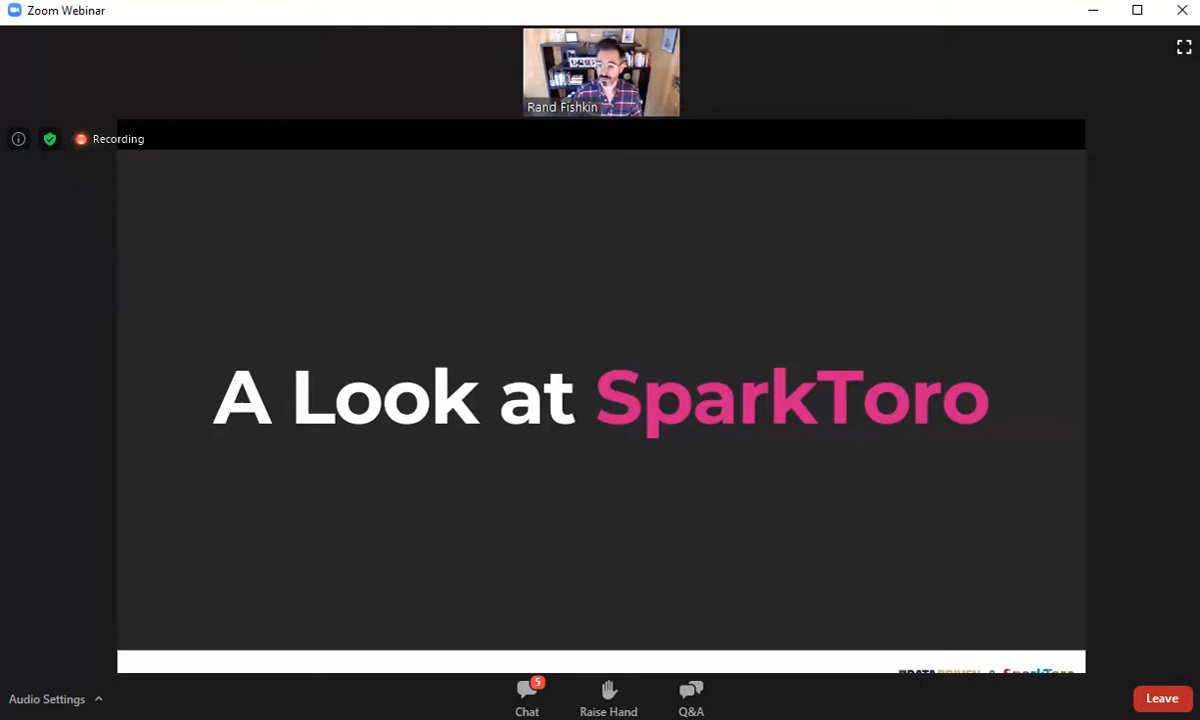 Zoom Webinar
Rand Fishkin
Recording
A Look at SparkToro
Audio Settings
5
Chat
Raise Hand
Q&A
Leave